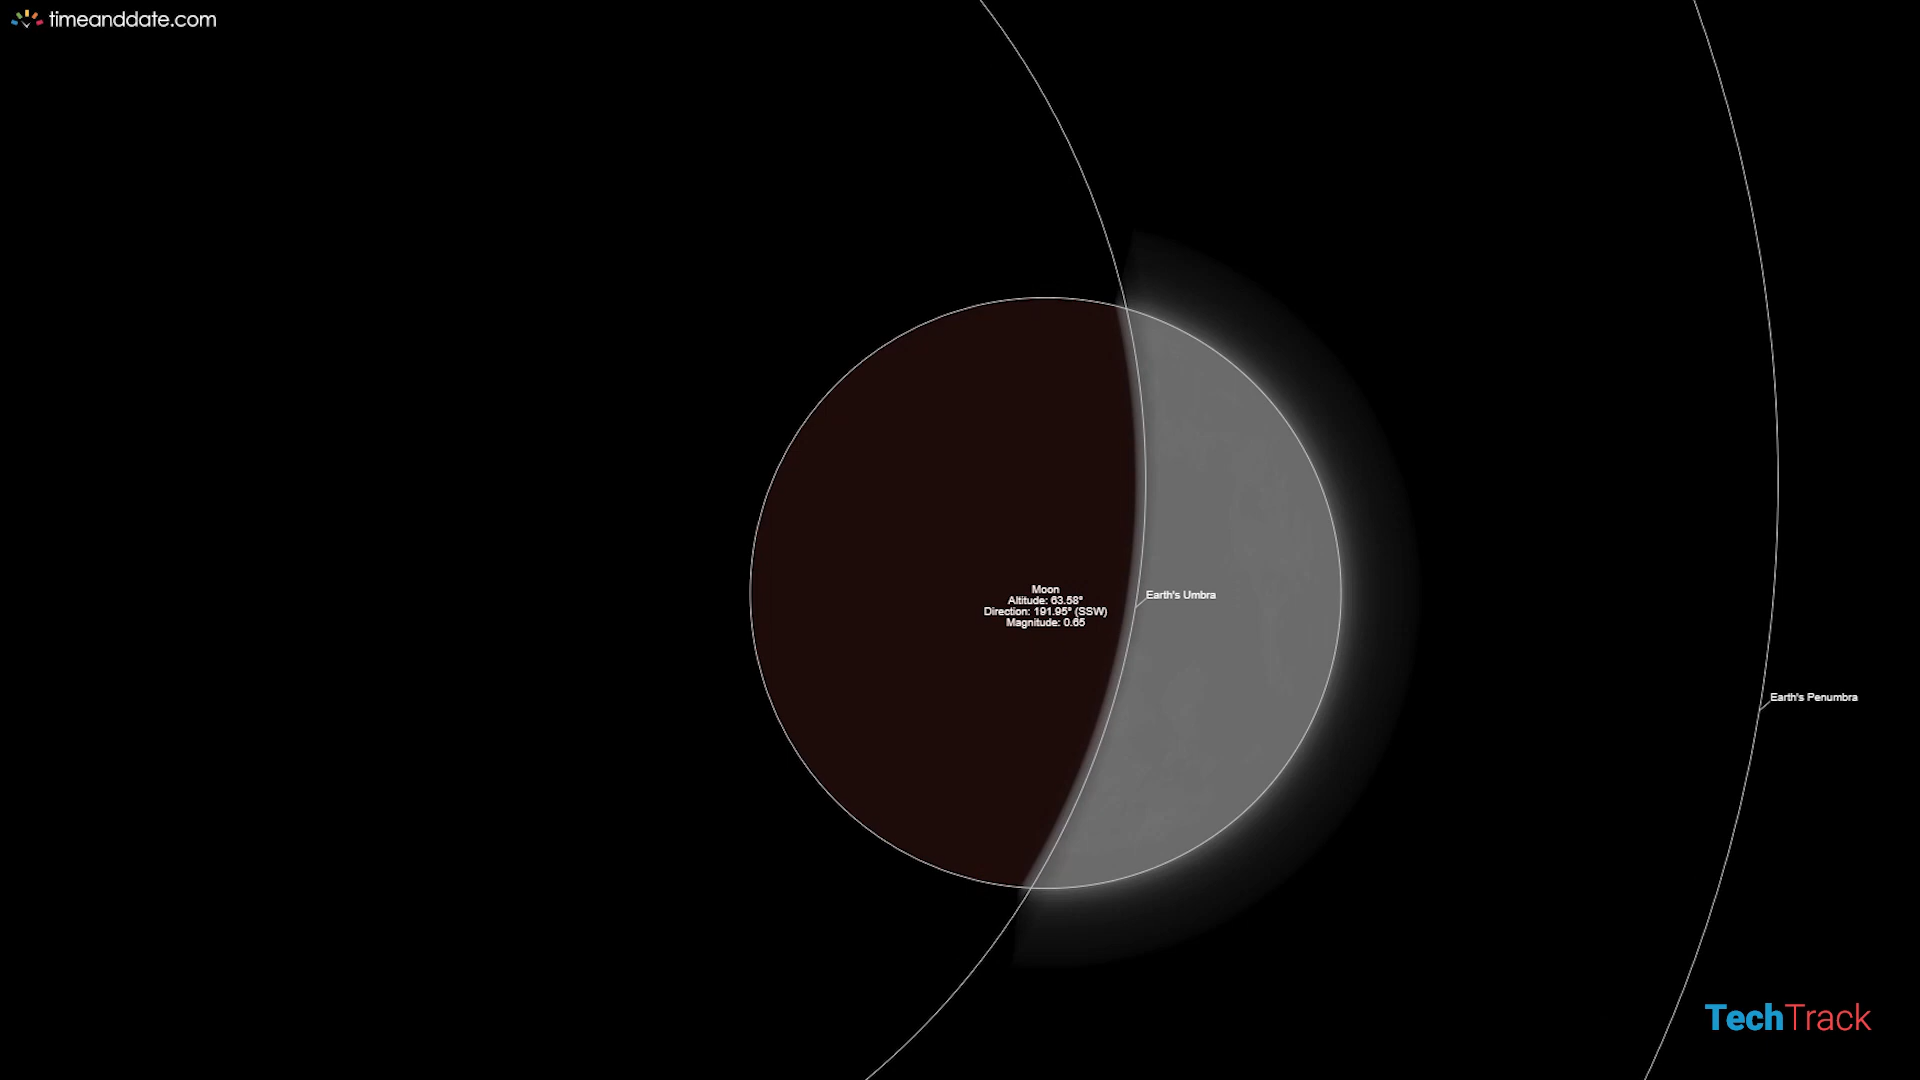 timeanddate.com
Moon
Altitude: 63.58°
Direction: 191.95° (SSW)
Magnitude: 0.65
Earth's Umbra
Earth's Penumbra
TechTrack